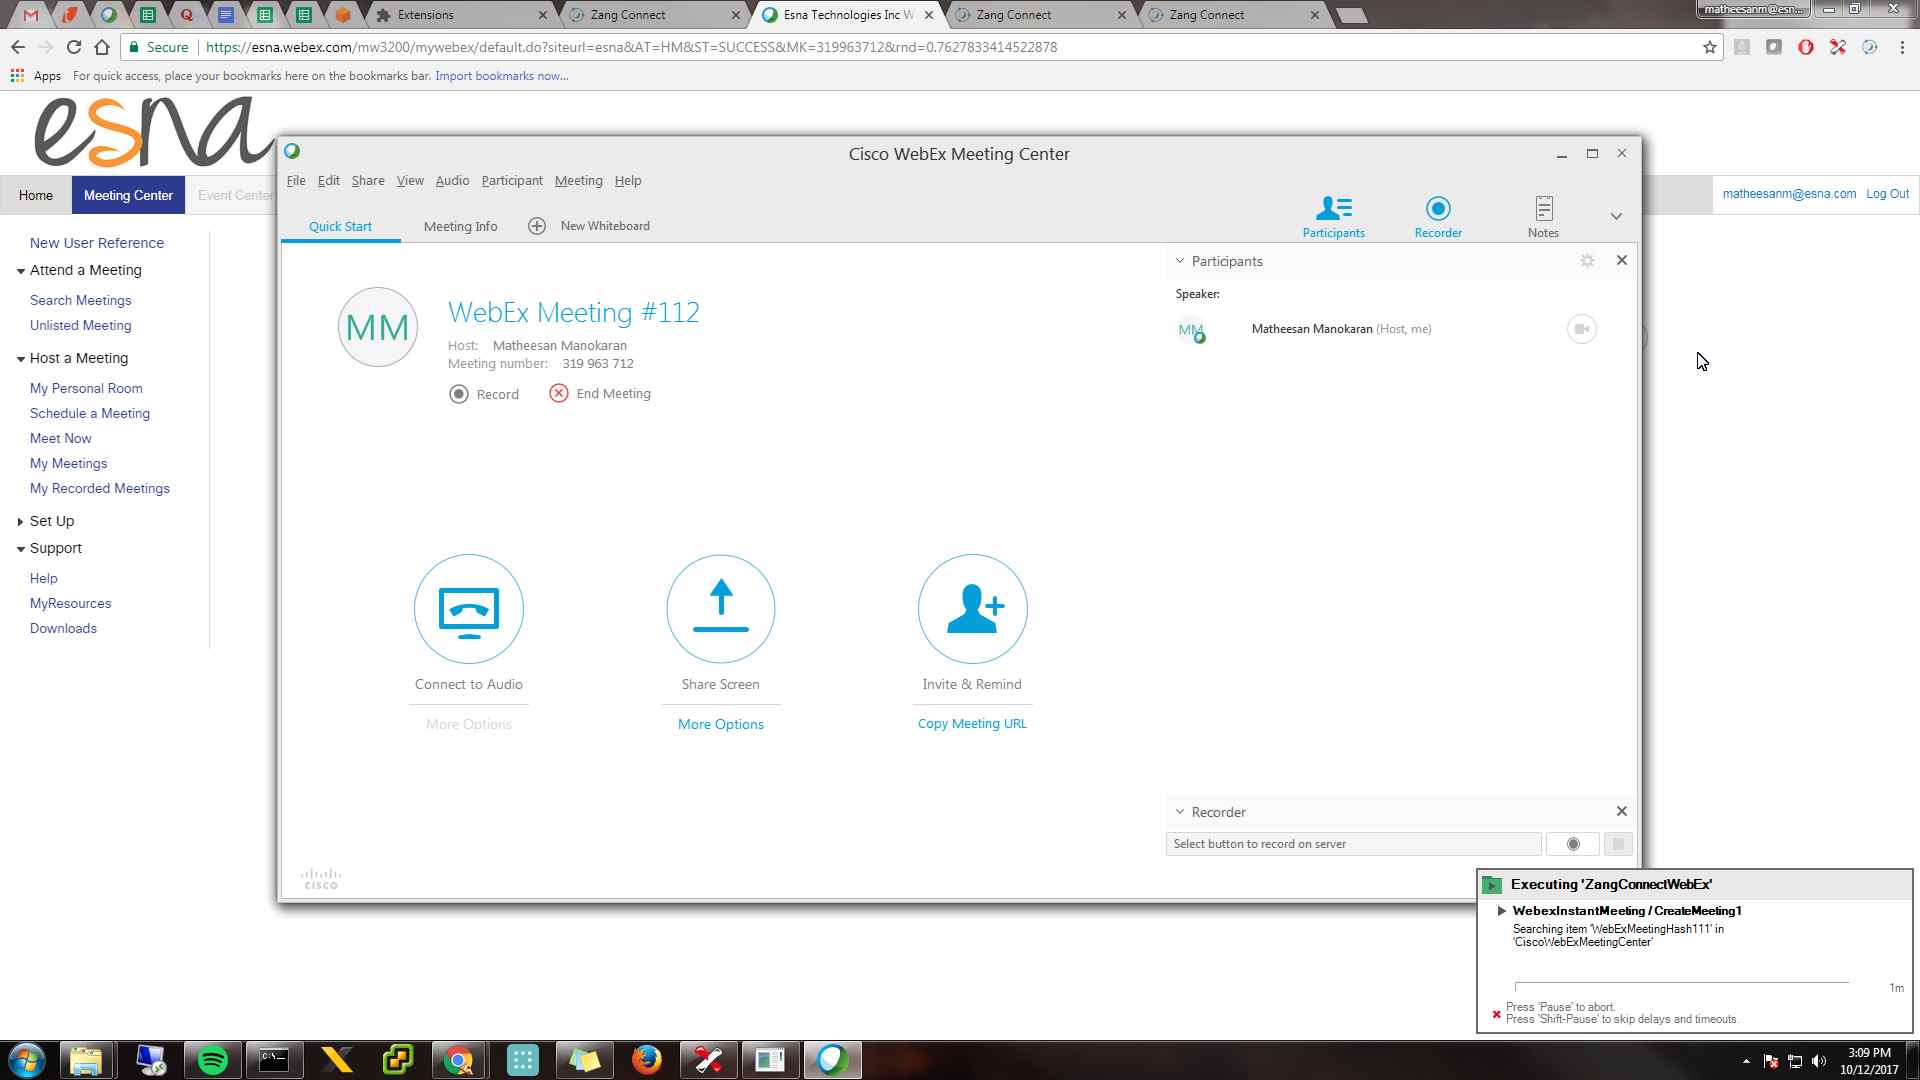 Extensions
Zang Connect
Esna Technologies Inc W
Zang Connect
Zang Connect
matheesanm@esn...
Secure
https://esna.webex.com/mw3200/mywebex/default.do?siteurl=esna&AT=HM&ST=SUCCESS&MK=319963712&rnd=0.7627833414522878
Apps
For quick access, place your bookmarks here on the bookmarks bar. Import bookmarks now...
esna
Home
Meeting Center
Event Center
matheesanm@esna.com
Log Out
New User Reference
Attend a Meeting
Search Meetings
Unlisted Meeting
Host a Meeting
My Personal Room
Schedule a Meeting
Meet Now
My Meetings
My Recorded Meetings
Set Up
Support
Help
MyResources
Downloads
Cisco WebEx Meeting Center
File Edit Share View Audio Participant Meeting Help
Quick Start
Meeting Info
New Whiteboard
Participants
Recorder
Notes
MM
WebEx Meeting #112
Host: Matheesan Manokaran
Meeting number: 319 963 712
Record
End Meeting
Connect to Audio
More Options
Share Screen
More Options
Invite & Remind
Copy Meeting URL
CISCO
Participants
Speaker:
MM
Matheesan Manokaran (Host, me)
Recorder
Select button to record on server
Executing 'ZangConnectWebEx'
WebexInstantMeeting / CreateMeeting1
Searching item 'WebExMeetingHash111' in
'CiscoWebExMeetingCenter'
1m
Press 'Pause' to abort.
Press 'Shift-Pause' to skip delays and timeouts.
3:09 PM
10/12/2017